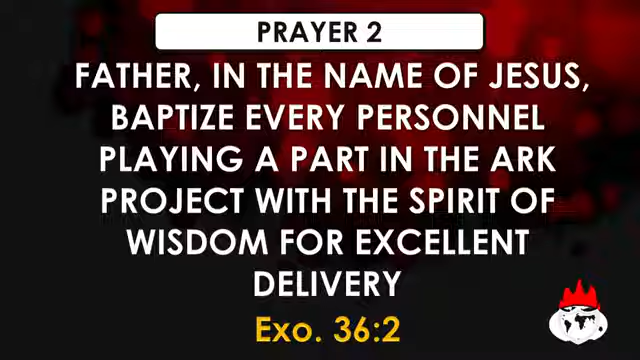 PRAYER 2
FATHER, IN THE NAME OF JESUS,
BAPTIZE EVERY PERSONNEL
PLAYING A PART IN THE ARK
PROJECT WITH THE SPIRIT OF
WISDOM FOR EXCELLENT
DELIVERY
Exo. 36:2